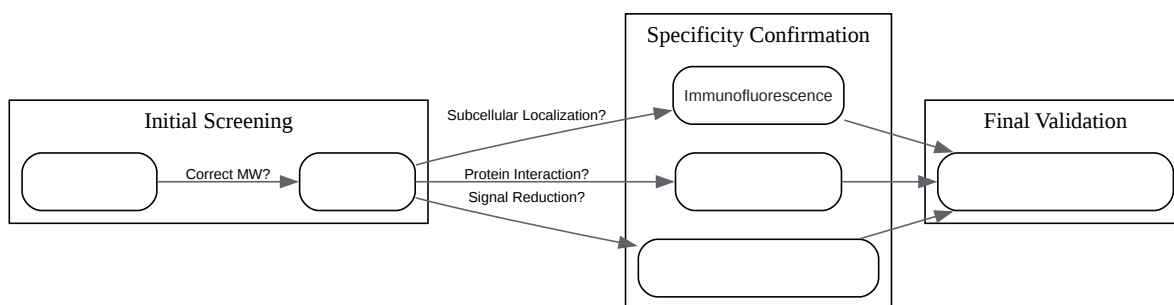 Specificity Confirmation
Immunofluorescence
Subcellular Localization?
Initial Screening
Final Validation
Correct MW?
Protein Interaction?
Signal Reduction?